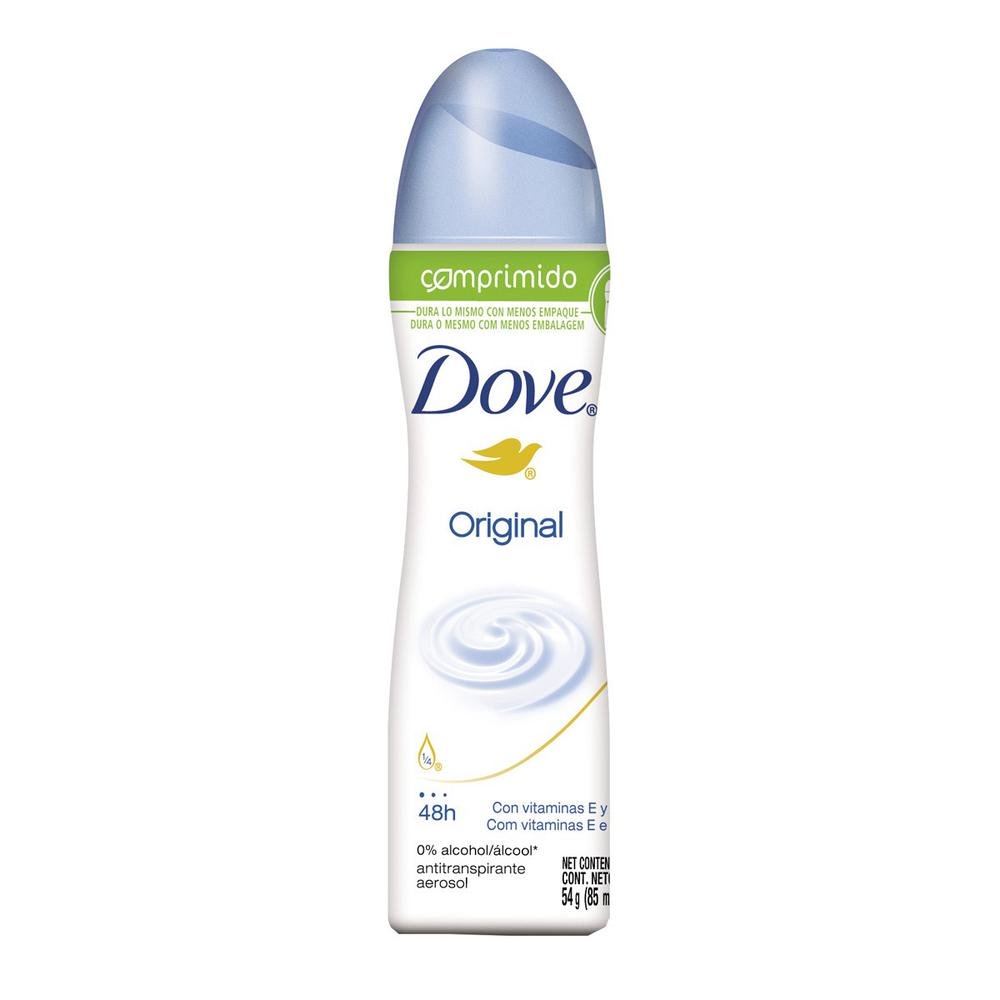 comprimido
DURA LO MISMO CON MENOS EMPAQUE
DURA O MESMO COM MENOS EMBALAGEM
Dove®
®
Original
1/4
®
48h
Con vitaminas E y
Com vitaminas E e
0% alcohol/álcool*
antitranspirante
aerosol
NET CONTEN
CONT. NETO
54g (85 m